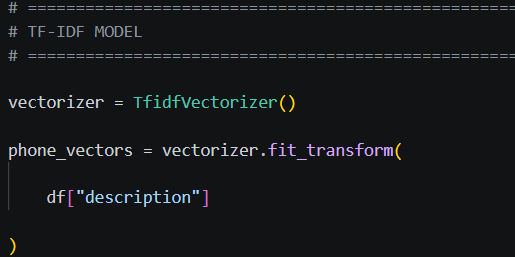 # ===================================================
# TF-IDF MODEL
# ===================================================
vectorizer = TfidfVectorizer()
phone_vectors = vectorizer.fit_transform(
df["description"]
)